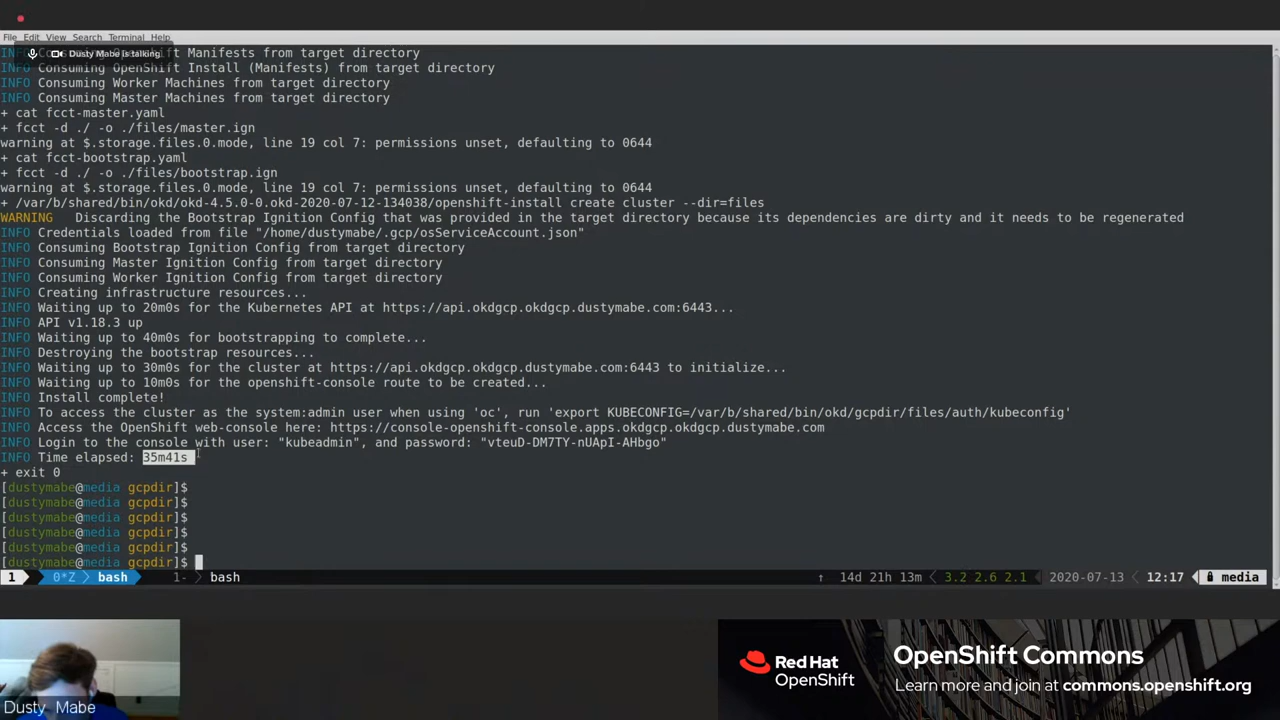 File Edit View Search Terminal Help
Dusty Mabe is talking
Manifests from target directory
INFO Consuming OpenShift Install (Manifests) from target directory
INFO Consuming Worker Machines from target directory
INFO Consuming Master Machines from target directory
+ cat fcct-master.yaml
+ fcct -d ./ -o ./files/master.ign
warning at $.storage.files.0.mode, line 19 col 7: permissions unset, defaulting to 0644
+ cat fcct-bootstrap.yaml
+ fcct -d ./ -o ./files/bootstrap.ign
warning at $.storage.files.0.mode, line 19 col 7: permissions unset, defaulting to 0644
+ /var/b/shared/bin/okd/okd-4.5.0-0.okd-2020-07-12-134038/openshift-install create cluster --dir=files
WARNING   Discarding the Bootstrap Ignition Config that was provided in the target directory because its dependencies are dirty and it needs to be regenerated
INFO Credentials loaded from file "/home/dustymabe/.gcp/osServiceAccount.json"
INFO Consuming Bootstrap Ignition Config from target directory
INFO Consuming Master Ignition Config from target directory
INFO Consuming Worker Ignition Config from target directory
INFO Creating infrastructure resources...
INFO Waiting up to 20m0s for the Kubernetes API at https://api.okdgcp.okdgcp.dustymabe.com:6443...
INFO API v1.18.3 up
INFO Waiting up to 40m0s for bootstrapping to complete...
INFO Destroying the bootstrap resources...
INFO Waiting up to 30m0s for the cluster at https://api.okdgcp.okdgcp.dustymabe.com:6443 to initialize...
INFO Waiting up to 10m0s for the openshift-console route to be created...
INFO Install complete!
INFO To access the cluster as the system:admin user when using 'oc', run 'export KUBECONFIG=/var/b/shared/bin/okd/gcpdir/files/auth/kubeconfig'
INFO Access the OpenShift web-console here: https://console-openshift-console.apps.okdgcp.okdgcp.dustymabe.com
INFO Login to the console with user: "kubeadmin", and password: "vteuD-DM7TY-nUApI-AHbgo"
INFO Time elapsed: 35m41s
+ exit 0
[dustymabe@media gcpdir]$
[dustymabe@media gcpdir]$
[dustymabe@media gcpdir]$
[dustymabe@media gcpdir]$
[dustymabe@media gcpdir]$
[dustymabe@media gcpdir]$
1 0*Z bash 1- bash ↑ 14d 21h 13m 3.2 2.6 2.1 2020-07-13 12:17 media
Dusty Mabe
Red Hat
OpenShift
OpenShift Commons
Learn more and join at commons.openshift.org